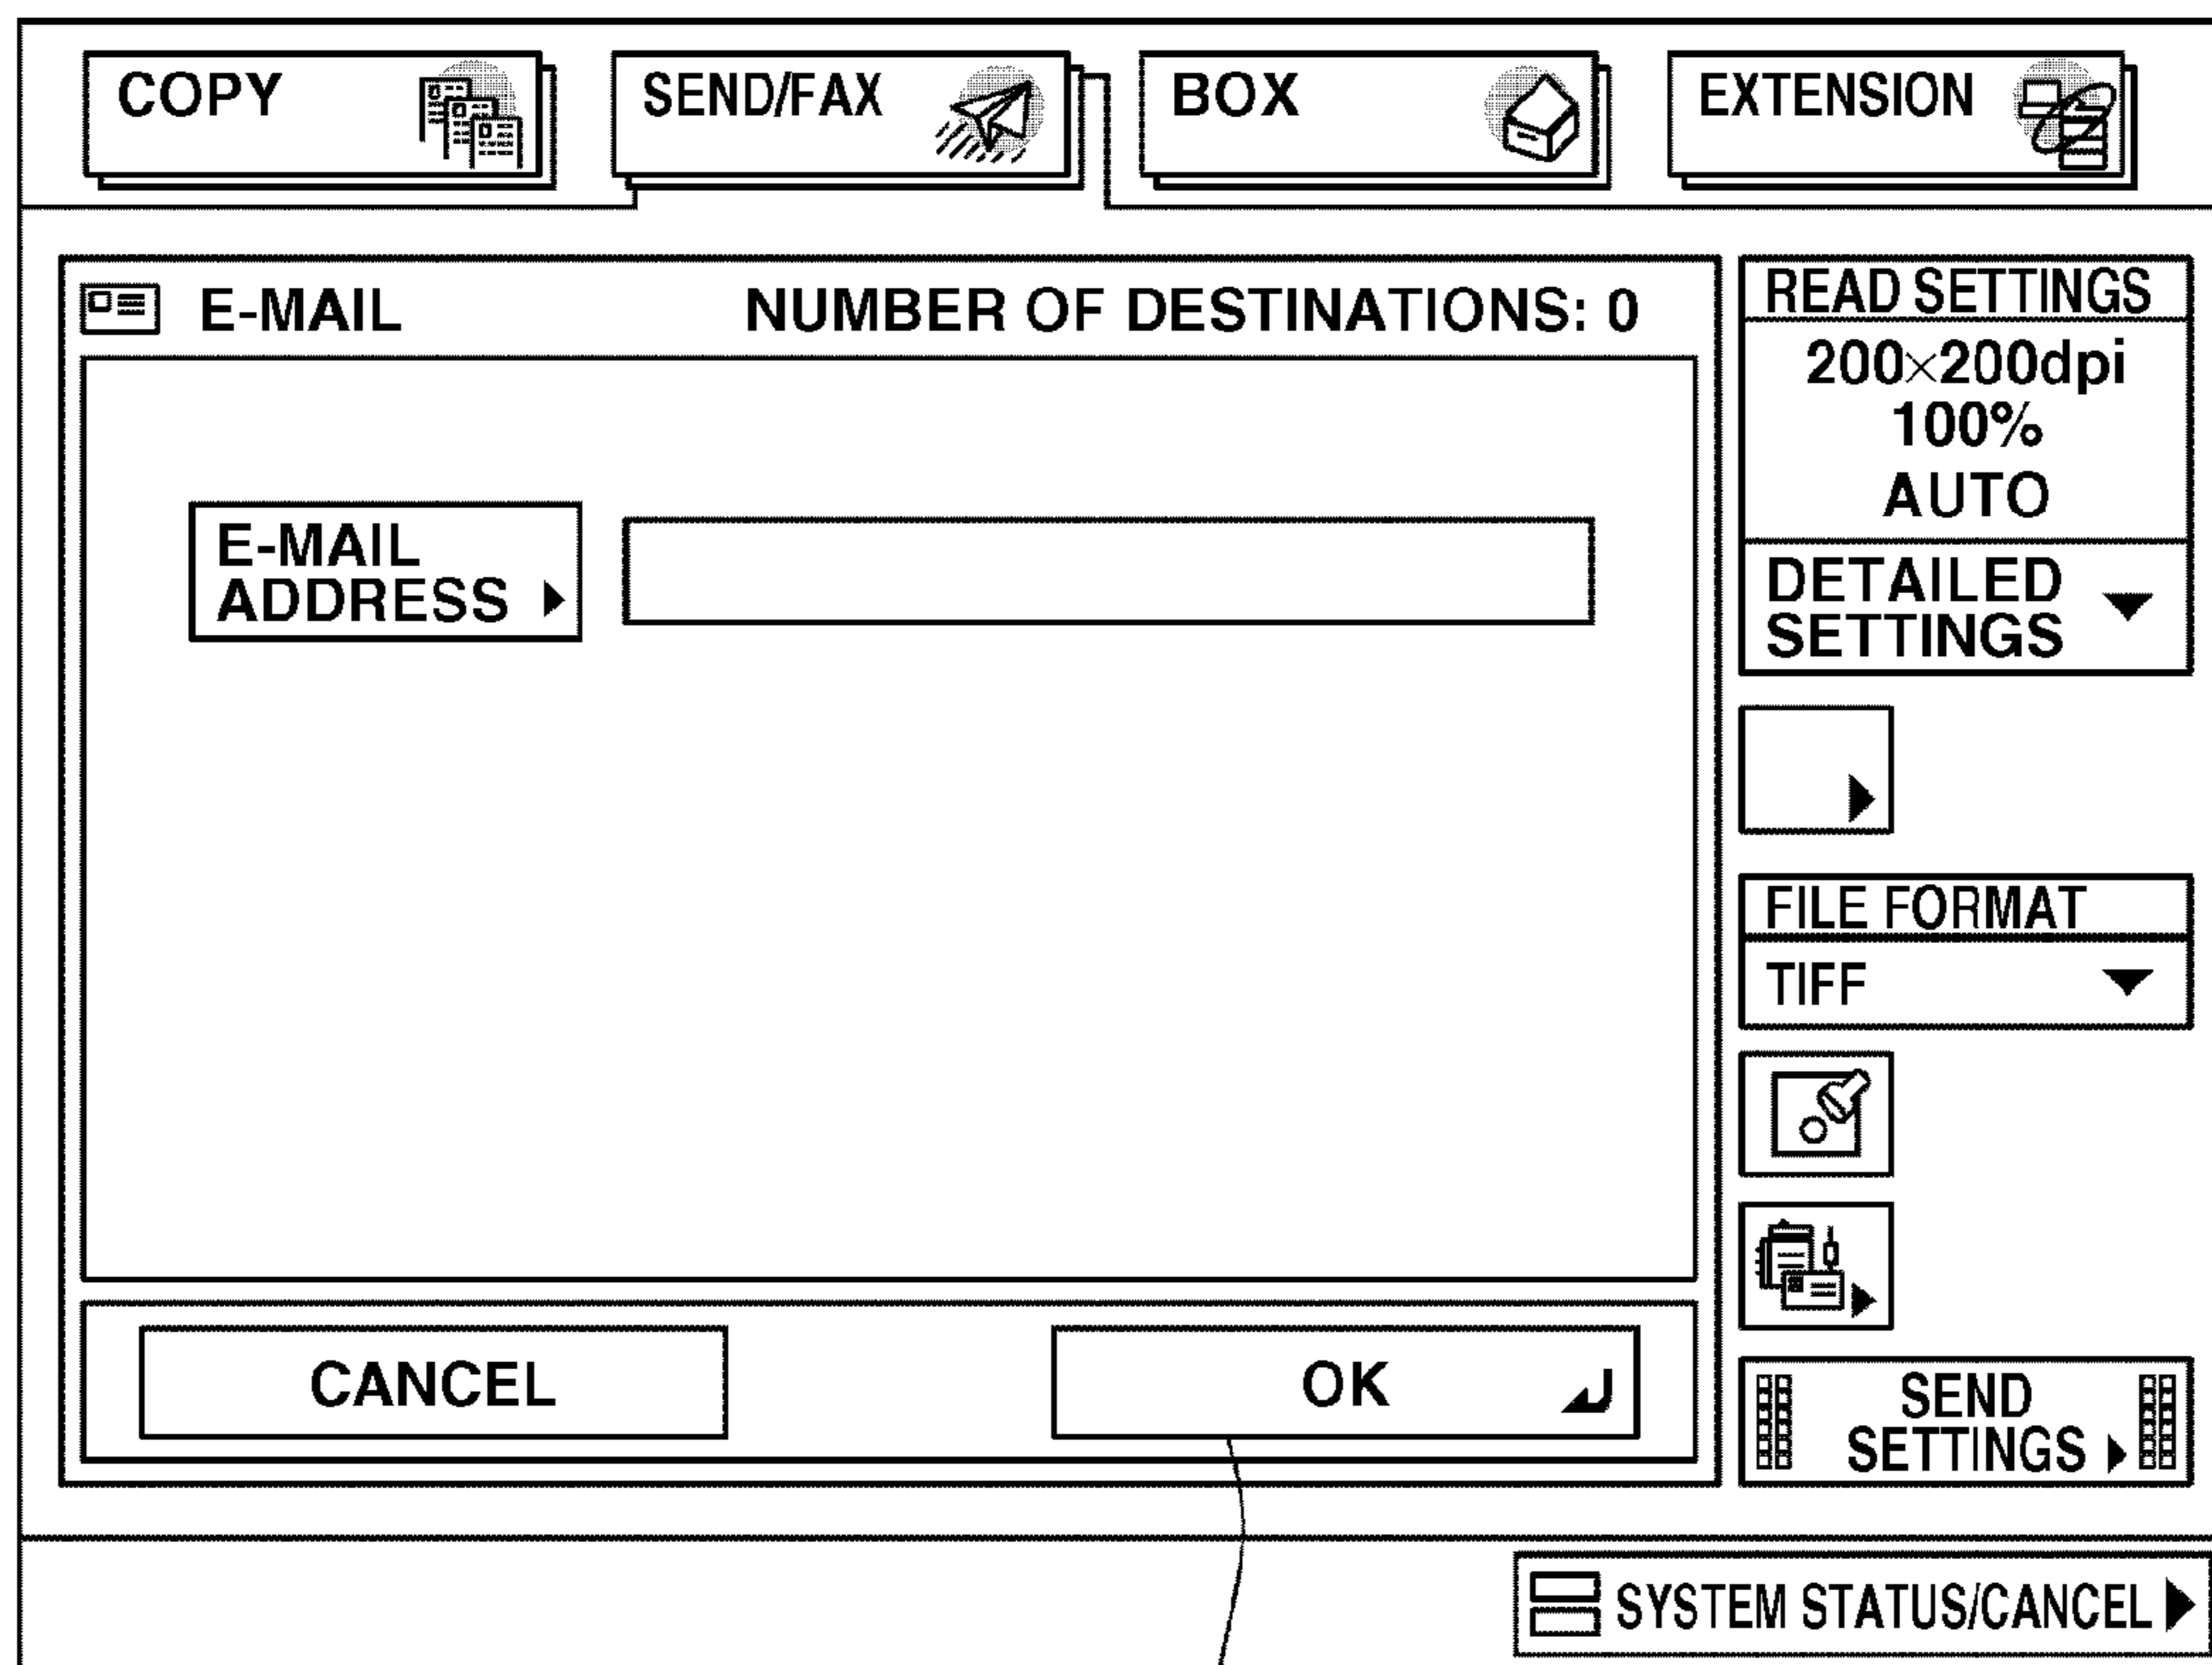 COPY
SEND/FAX
BOX
EXTENSION
E-MAIL
NUMBER OF DESTINATIONS: 0
E-MAIL
ADDRESS
CANCEL
OK
READ SETTINGS
200×200dpi
100%
AUTO
DETAILED
SETTINGS
FILE FORMAT
TIFF
SEND
SETTINGS
SYSTEM STATUS/CANCEL